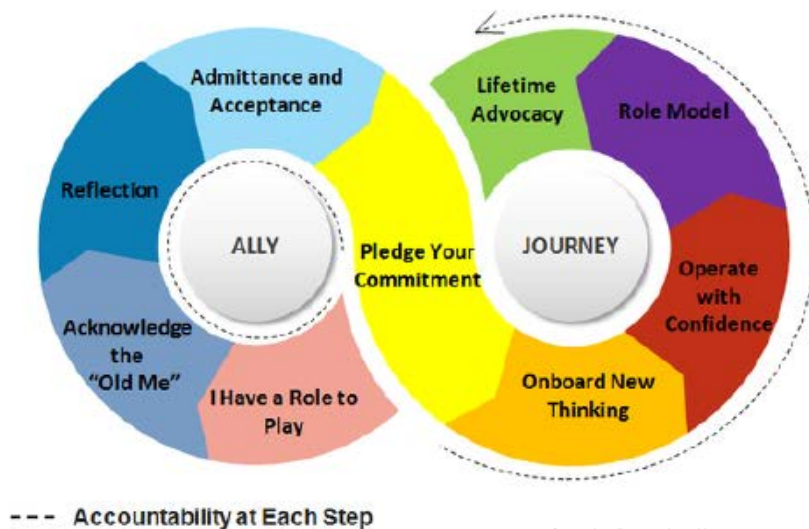 Admittance and
Acceptance
Reflection
Acknowledge
the
"Old Me"
I Have a Role to
Play
ALLY
Pledge Your
Commitment
JOURNEY
Lifetime
Advocacy
Role Model
Operate
with
Confidence
Onboard New
Thinking
--- Accountability at Each Step